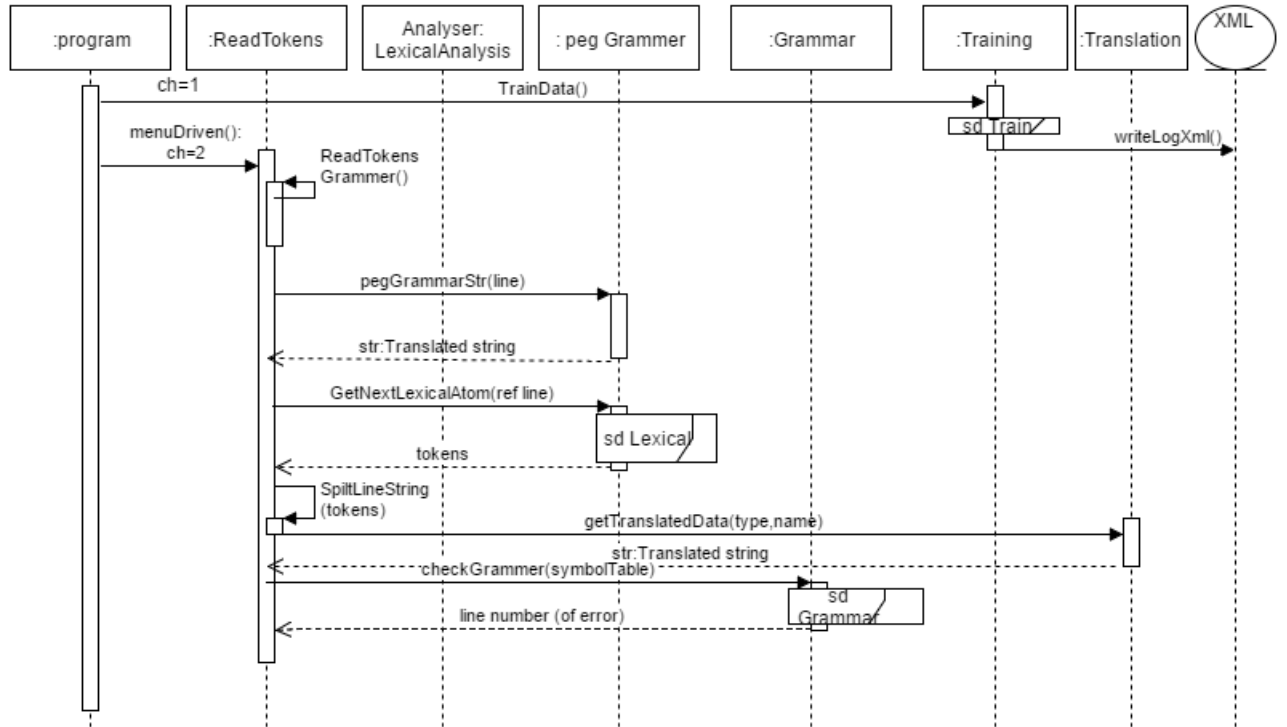 :program
:ReadTokens
Analyser:
LexicalAnalysis
: peg Grammer
:Grammar
:Training
:Translation
XML
ch=1
TrainData()
sd Train
writeLogXml()
menuDriven():
ch=2
ReadTokens
Grammer()
pegGrammarStr(line)
str:Translated string
GetNextLexicalAtom(ref line)
sd Lexical
tokens
SpiltLineString
(tokens)
getTranslatedData(type,name)
str:Translated string
checkGrammer(symbolTable)
sd
Grammar
line number (of error)